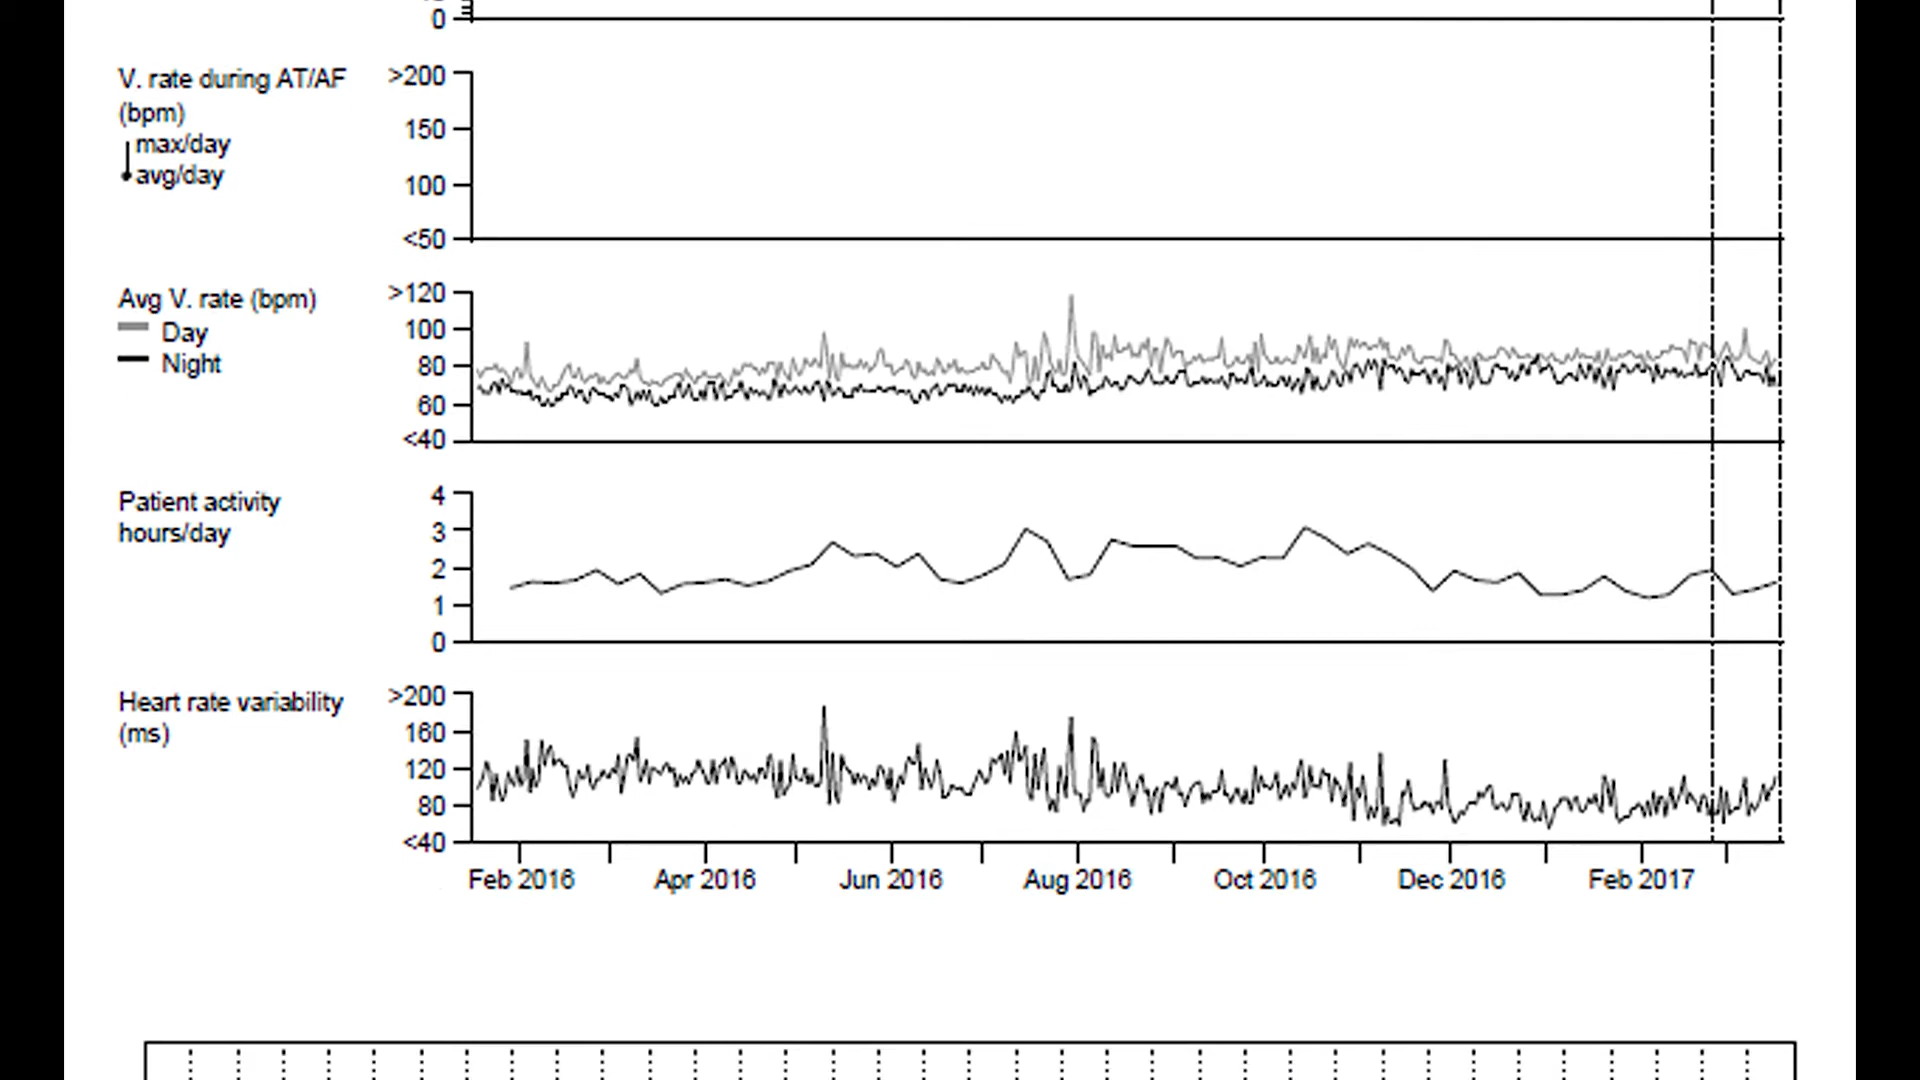 0
V. rate during AT/AF
(bpm)
max/day
avg/day
>200
150
100
<50
Avg V. rate (bpm)
Day
Night
>120
100
80
60
<40
Patient activity
hours/day
4
3
2
1
0
Heart rate variability
(ms)
>200
160
120
80
<40
Feb 2016 Apr 2016 Jun 2016 Aug 2016 Oct 2016 Dec 2016 Feb 2017